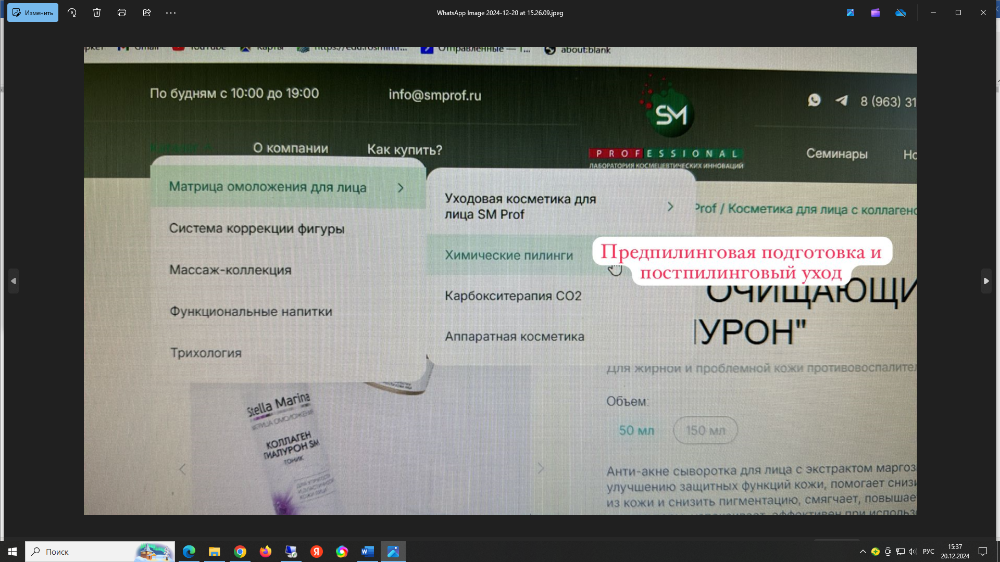 Изменить
WhatsApp Image 2024-12-20 at 15.26.09.jpeg
Gmail YouTube Карты https://edu.rosmintr... Отправленные — Т... about:blank
По будням с 10:00 до 19:00
info@smprof.ru
SM
8 (963) 31
О компании
Как купить?
PROFESSIONAL
ЛАБОРАТОРИЯ КОСМЕЦЕВТИЧЕСКИХ ИННОВАЦИЙ
Семинары
Но
Матрица омоложения для лица
Система коррекции фигуры
Массаж-коллекция
Функциональные напитки
Трихология
Уходовая косметика для
лица SM Prof
Химические пилинги
Карбокситерапия СО2
Аппаратная косметика
Prof / Косметика для лица с коллагено
Предпилинговая подготовка и
постпилинговый уход
ОЧИЩАЮЩИ
УРОН"
Для жирной и проблемной кожи противовоспалител
Объем:
50 мл
150 мл
Анти-акне сыворотка для лица с экстрактом маргоз
улучшению защитных функций кожи, помогает снизи
из кожи и снизить пигментацию, смягчает, повышае
Stella Marina
МАТРИЦА ОМОЛОЖЕНИЯ
КОЛЛАГЕН
ГИАЛУРОН SM
ТОНИК
Поиск
РУС
15:37
20.12.2024